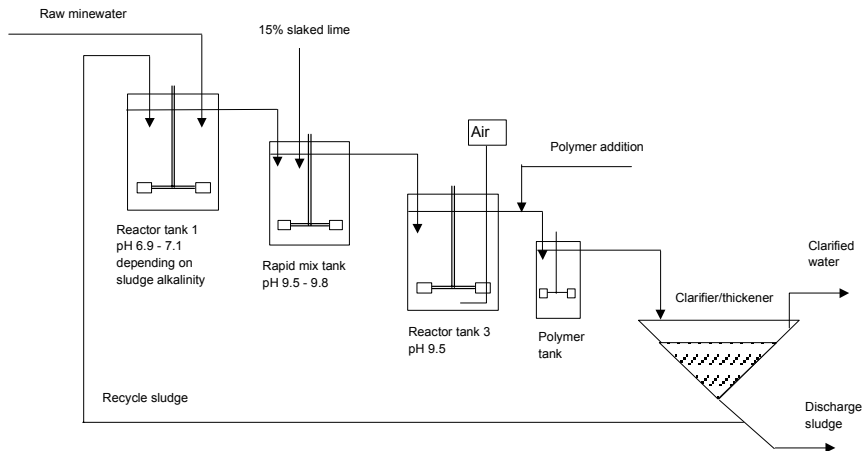 Raw minewater
15% slaked lime
Air
Polymer addition
Reactor tank 1
pH 6.9 - 7.1
depending on
sludge alkalinity
Rapid mix tank
pH 9.5 - 9.8
Reactor tank 3
pH 9.5
Polymer
tank
Clarifier/thickener
Clarified
water
Recycle sludge
Discharge
sludge